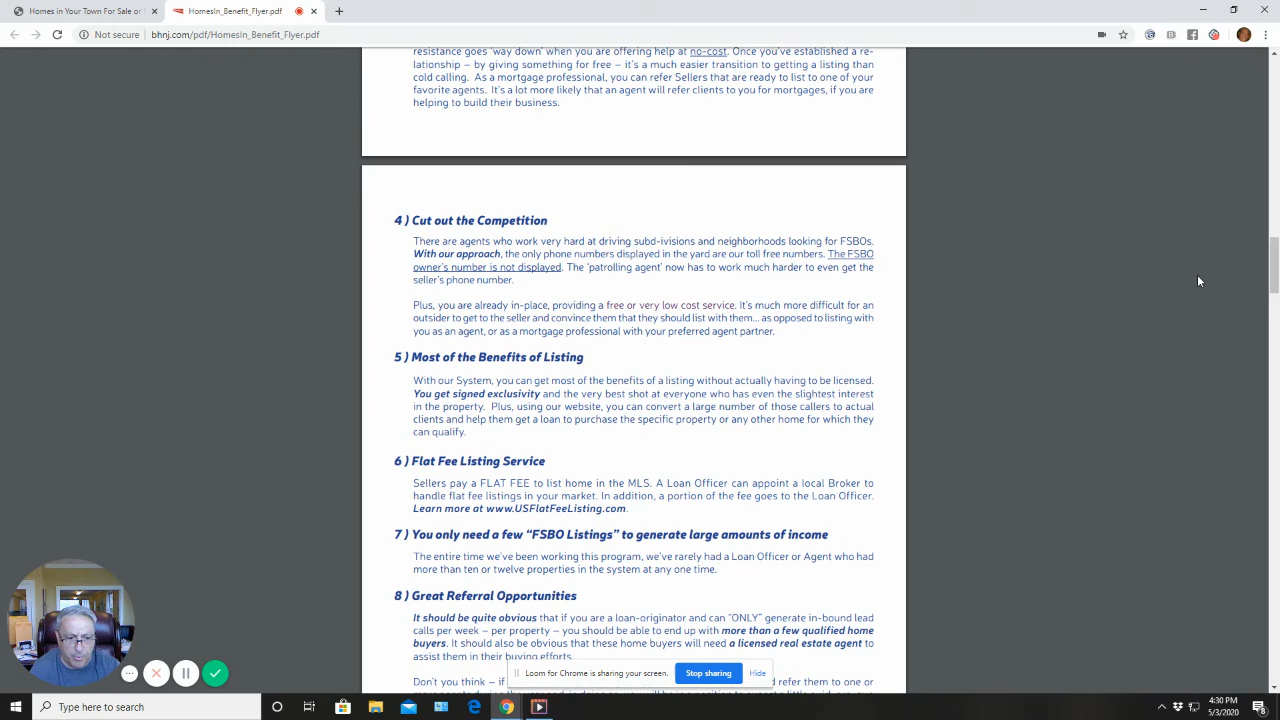 Homes in Your Town For Sale or
HomesIn_Benefit_Flyer.pdf
Not secure
bhnj.com/HomesIn_Benefit_Flyer.pdf
resistance goes 'way down' when you are offering help at no-cost. Once you've established a re-
lationship – by giving something for free – it's a much easier transition to getting a listing than
cold calling. As a mortgage professional, you can refer Sellers that are ready to list to one of your
favorite agents. It's a lot more likely that an agent will refer clients to you for mortgages, if you are
helping to build their business.
4 ) Cut out the Competition
There are agents who work very hard at driving subd-ivisions and neighborhoods looking for FSBOs.
With our approach, the only phone numbers displayed in the yard are our toll free numbers. The FSBO
owner's number is not displayed. The 'patrolling agent' now has to work much harder to even get the
seller's phone number.
Plus, you are already in-place, providing a free or very low cost service. It's much more difficult for an
outsider to get to the seller and convince them that they should list with them... as opposed to listing with
you as an agent, or as a mortgage professional with your preferred agent partner.
5 ) Most of the Benefits of Listing
With our System, you can get most of the benefits of a listing without actually having to be licensed.
You get signed exclusivity and the very best shot at everyone who has even the slightest interest
in the property. Plus, using our website, you can convert a large number of those callers to actual
clients and help them get a loan to purchase the specific property or any other home for which they
can qualify.
6 ) Flat Fee Listing Service
Sellers pay a FLAT FEE to list home in the MLS. A Loan Officer can appoint a local Broker to
handle flat fee listings in your market. In addition, a portion of the fee goes to the Loan Officer.
Learn more at www.USFlatFeeListing.com.
7 ) You only need a few “FSBO Listings” to generate large amounts of income
The entire time we've been working this program, we've rarely had a Loan Officer or Agent who had
more than ten or twelve properties in the system at any one time.
8 ) Great Referral Opportunities
It should be quite obvious that if you are a loan-originator and can “ONLY” generate in-bound lead
calls per week – per property – you should be able to end up with more than a few qualified home
buyers. It should also be obvious that these home buyers will need a licensed real estate agent to
assist them in their buying efforts.
Don't you think – if
refer them to one or
Loom for Chrome is sharing your screen.
Stop sharing
Hide
Type here to search
4:30 PM
5/3/2020
8